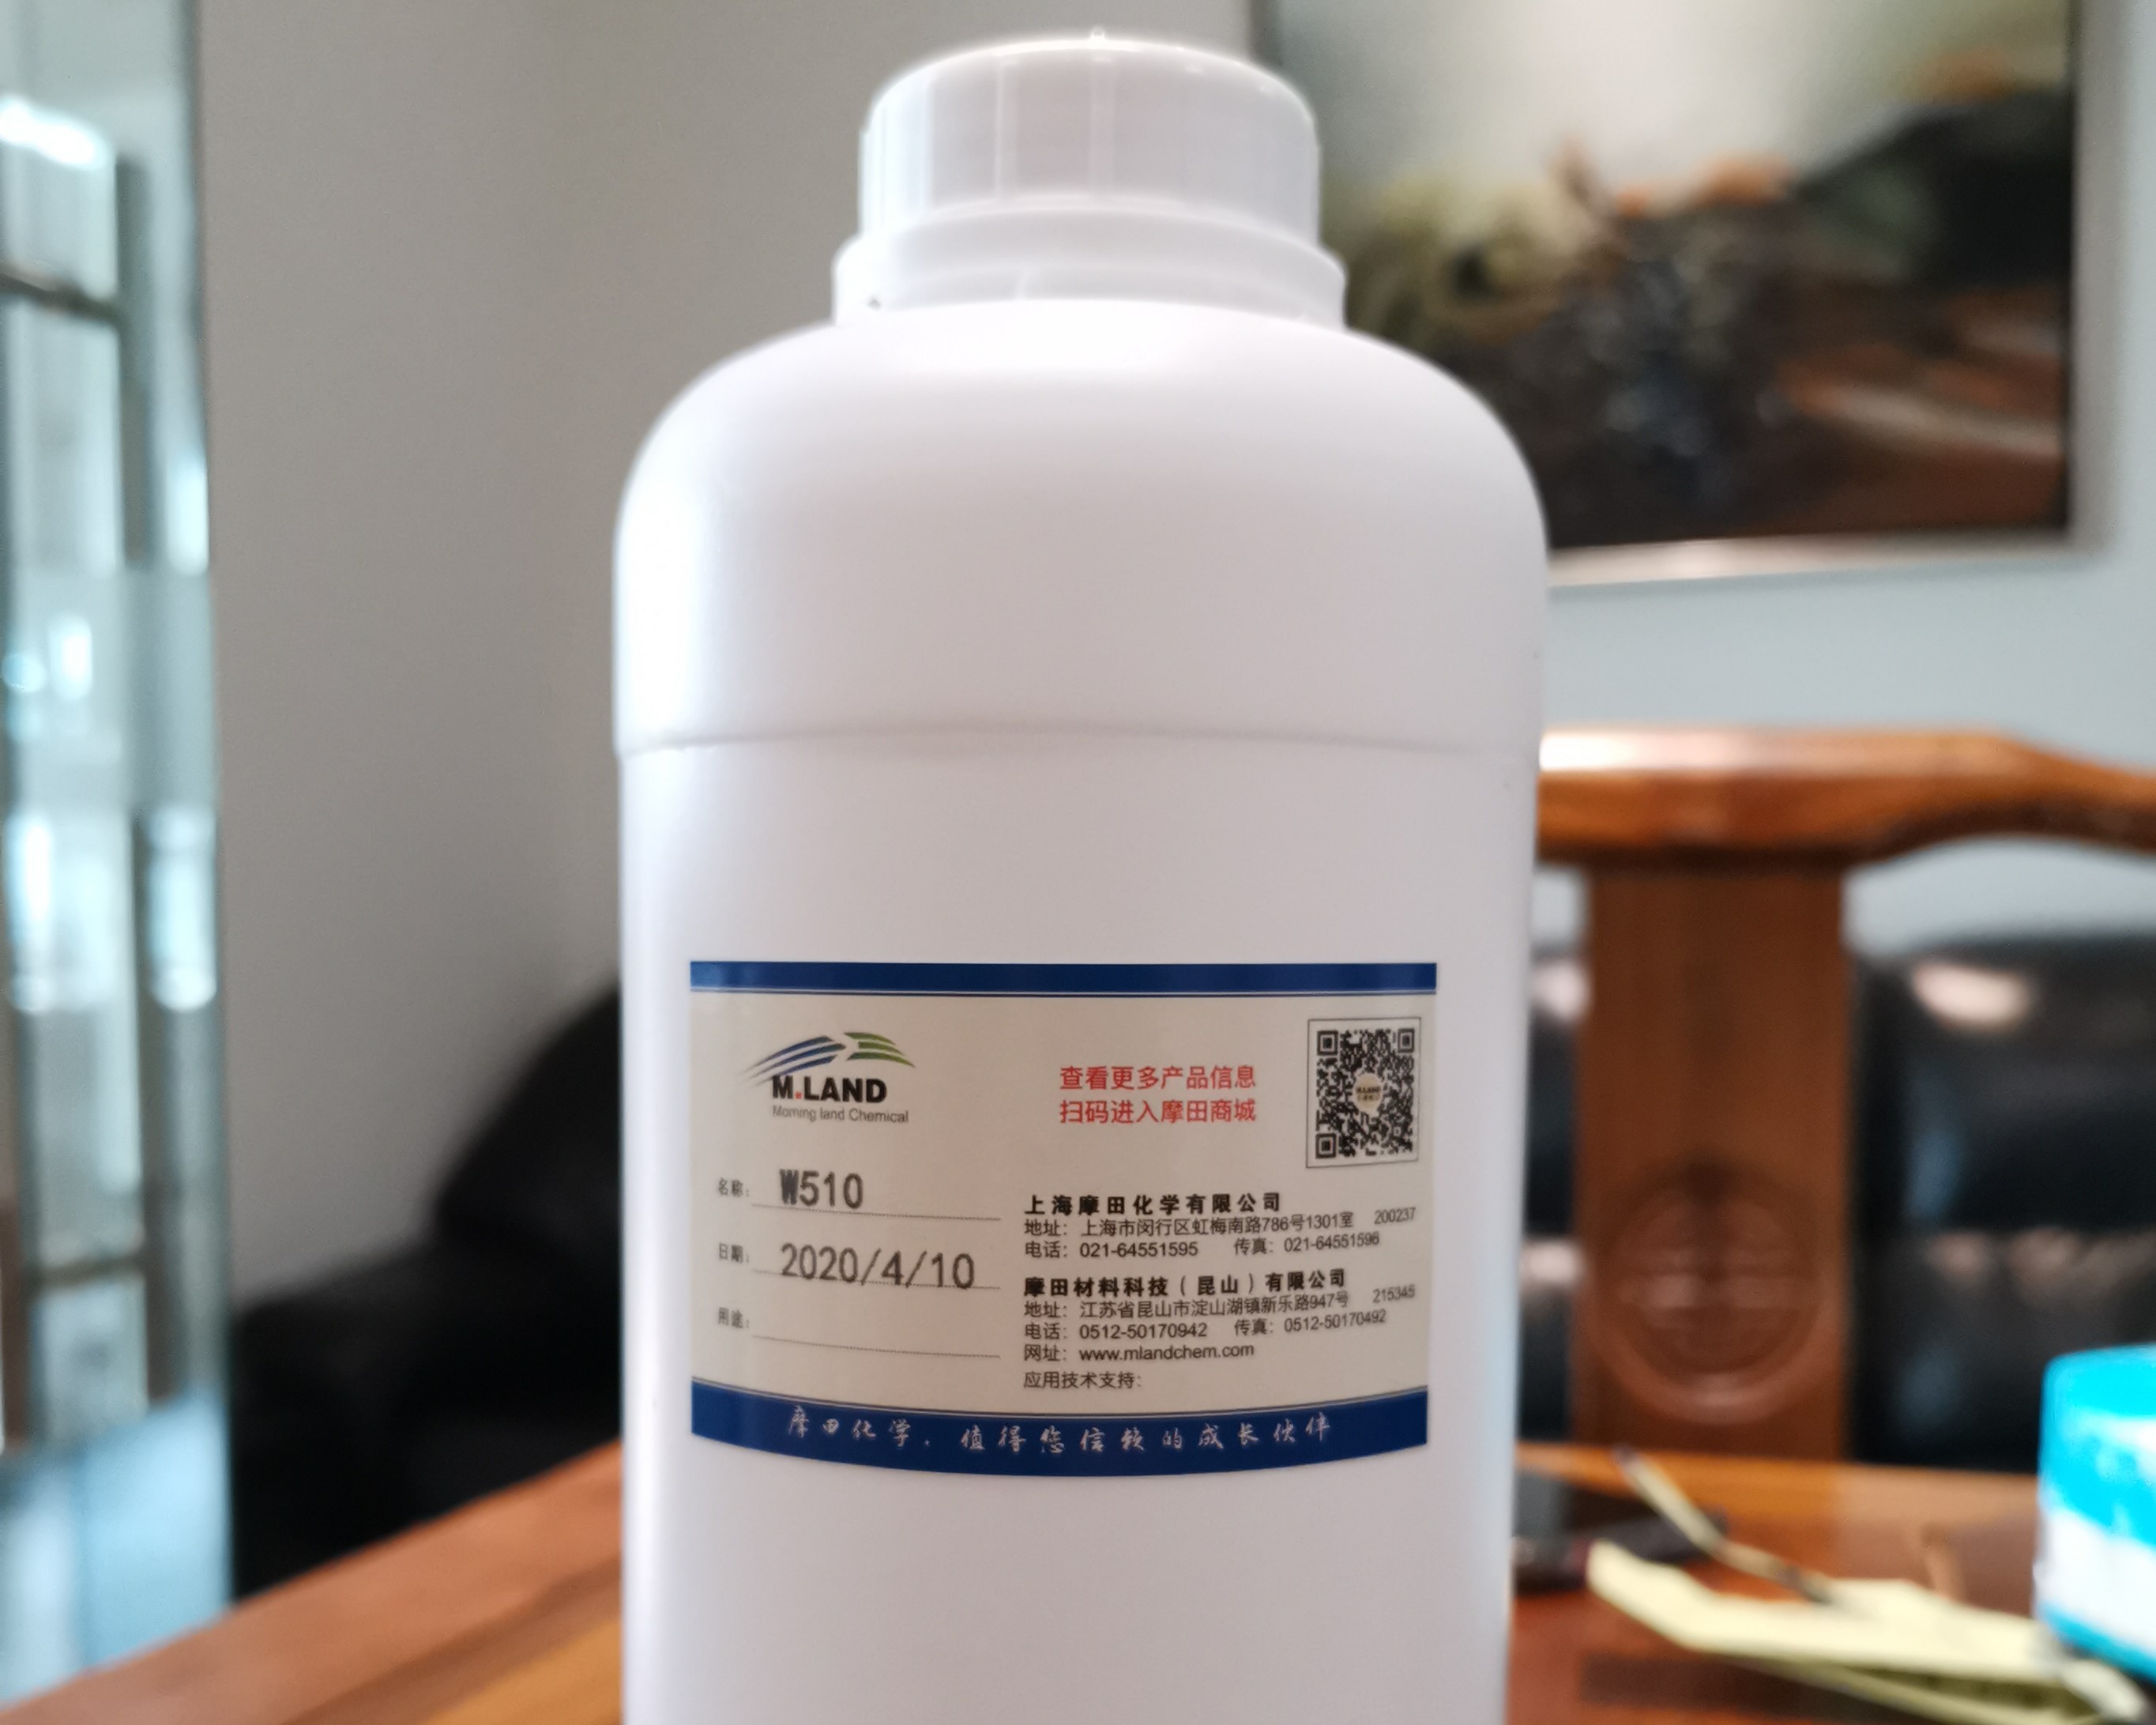 M.LAND
Morning land Chemical
查看更多产品信息
扫码进入摩田商城
名称: W510
日期: 2020/4/10
用途:
上海摩田化学有限公司
地址: 上海市闵行区虹梅南路786号1301室 200237
电话: 021-64551595 传真: 021-64551596
摩田材料科技（昆山）有限公司
地址: 江苏省昆山市淀山湖镇新乐路947号 215345
电话: 0512-50170942 传真: 0512-50170492
网址: www.mlandchem.com
应用技术支持:
摩田化学, 值得您信赖的成长伙伴